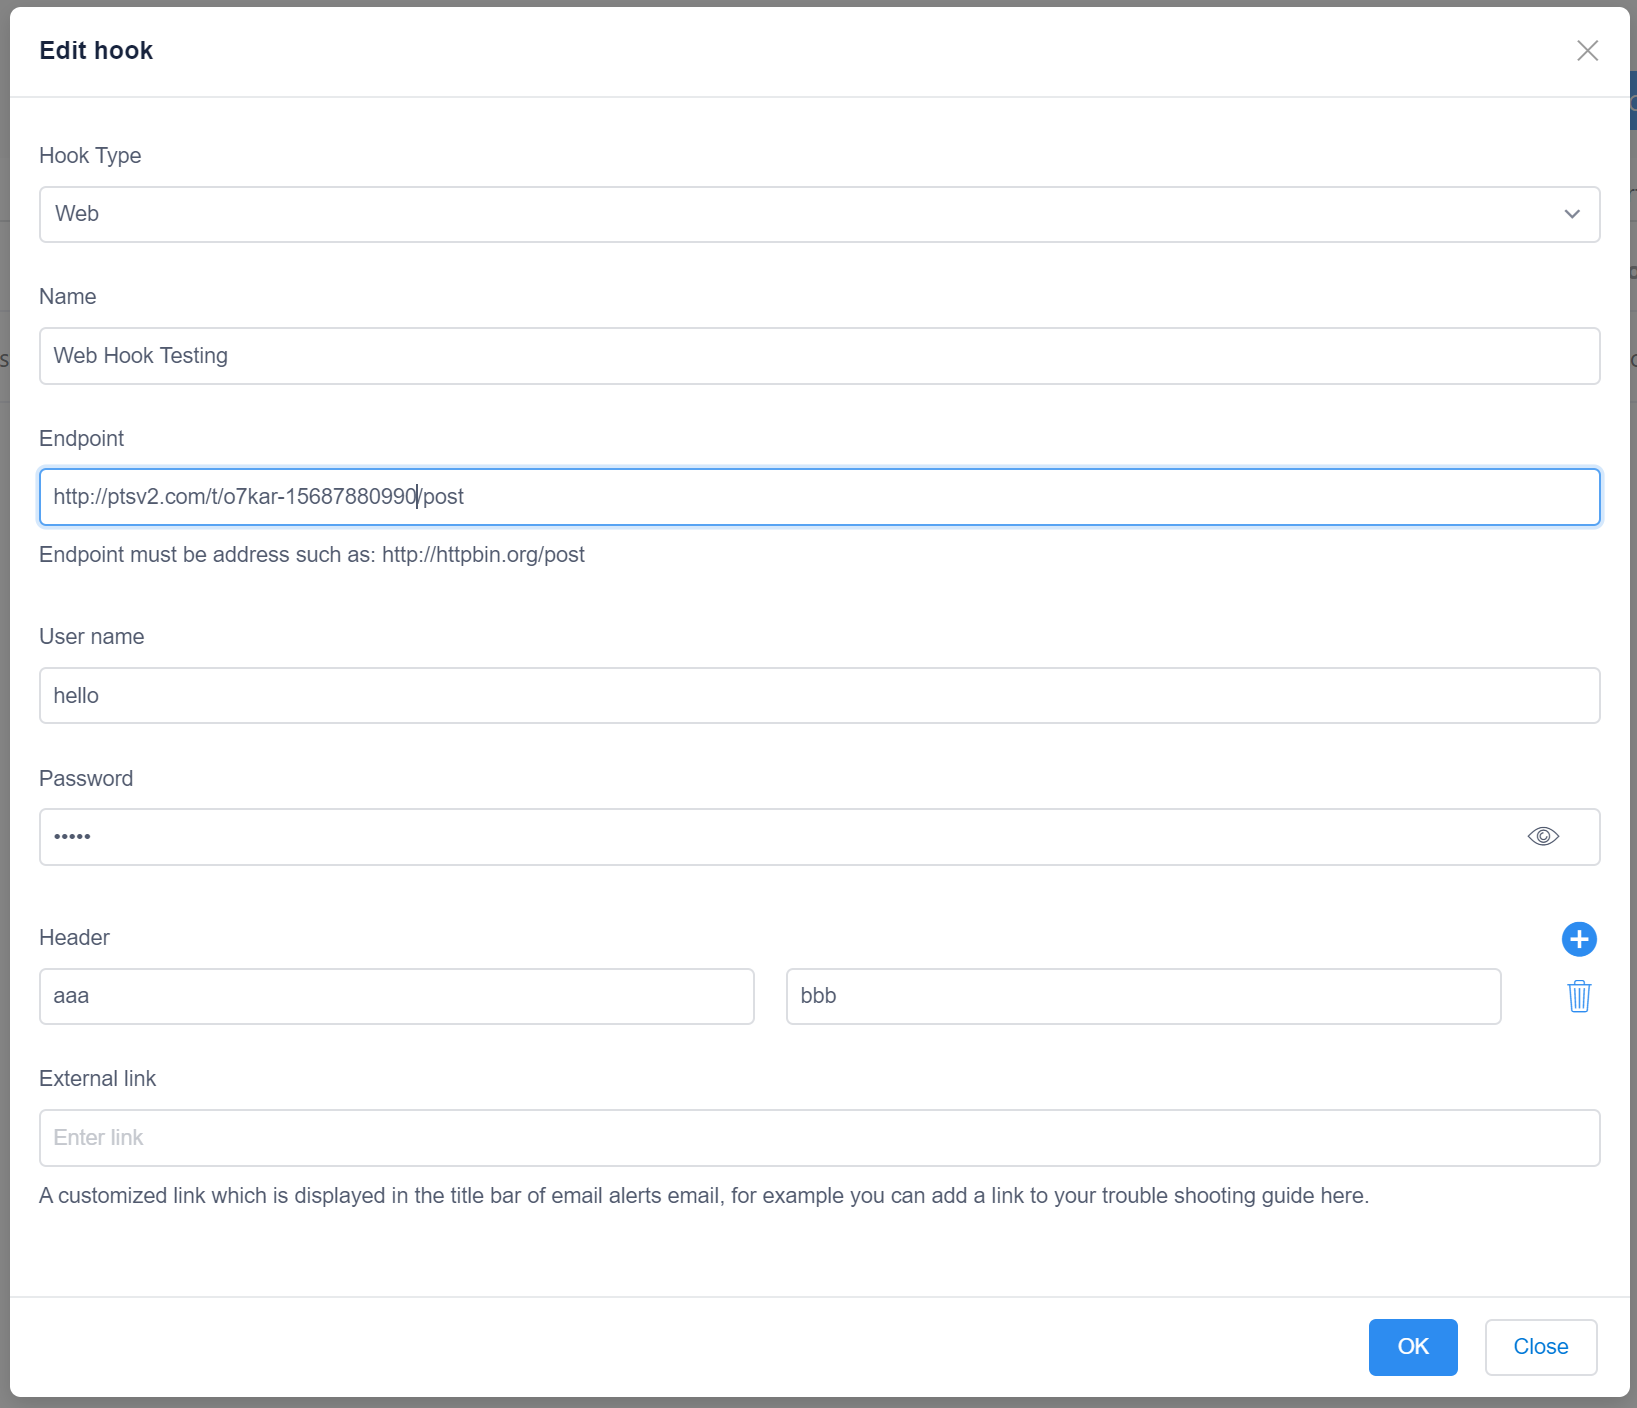 Edit hook
Hook Type
Web
Name
Web Hook Testing
Endpoint
http://ptsv2.com/t/o7kar-15687880990/post
Endpoint must be address such as: http://httpbin.org/post
User name
hello
Password
•••••
Header
aaa bbb
External link
Enter link
A customized link which is displayed in the title bar of email alerts email, for example you can add a link to your trouble shooting guide here.
OK Close